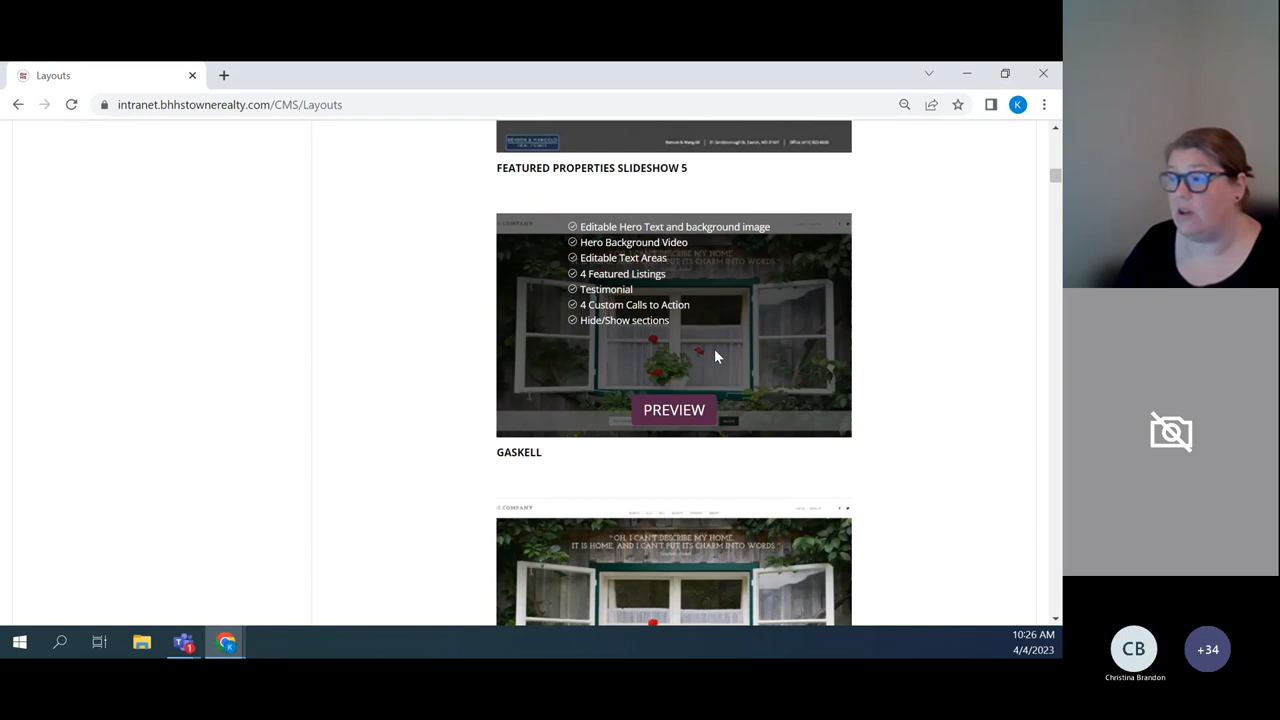 Layouts
intranet.bhhstownerealty.com/CMS/Layouts
K
FEATURED PROPERTIES SLIDESHOW 5
Editable Hero Text and background image
Hero Background Video
Editable Text Areas
4 Featured Listings
Testimonial
4 Custom Calls to Action
Hide/Show sections
PREVIEW
GASKELL
" OH, I CAN'T DESCRIBE MY HOME.
IT IS HOME, AND I CAN'T PUT ITS CHARM INTO WORDS "
10:26 AM
4/4/2023
CB
+34
Christina Brandon